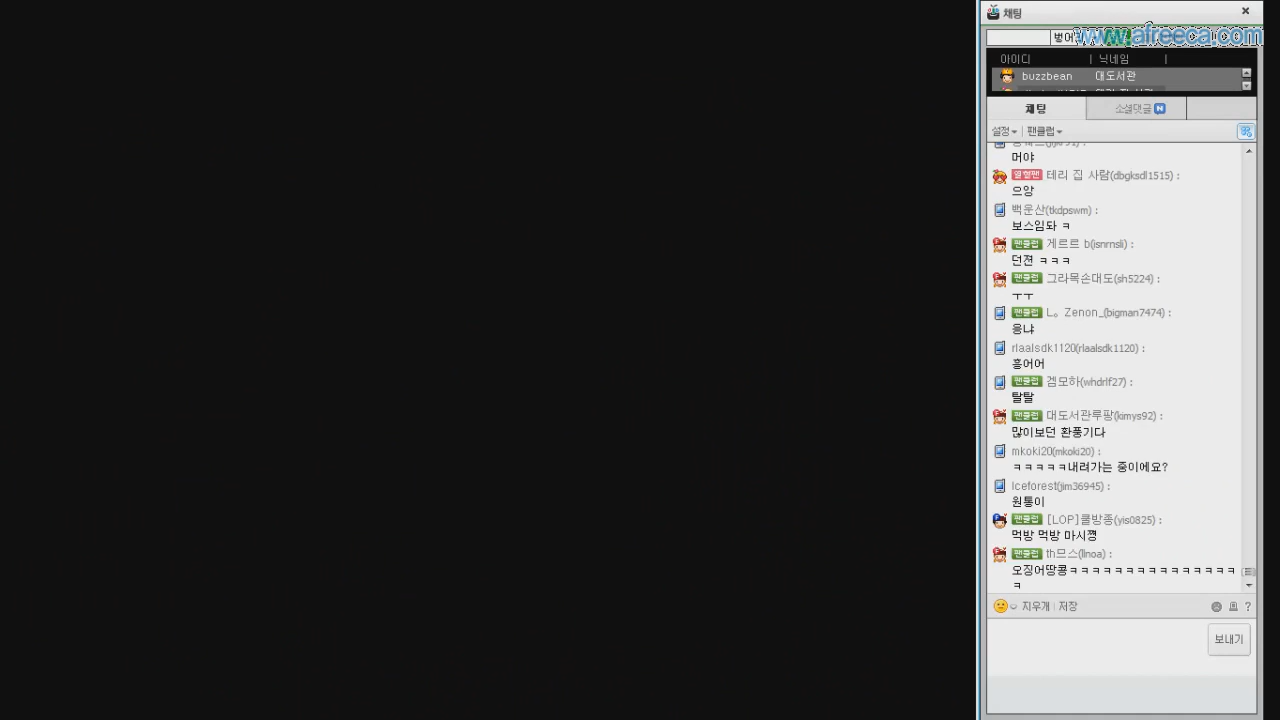 채팅
www.afreeca.com
아이디 | 닉네임 |
buzzbean 대도서관
채팅 소셜댓글 N
설정 | 팬클럽
머야
열혈팬 테리 집 사람(dbgksdl1515) :
으앙
백운산(tkdpswm) :
보스임돠 ㅋ
팬클럽 게르르 b(isnrnsli) :
던젼 ㅋㅋㅋ
팬클럽 그라목손대도(sh5224) :
ㅜㅜ
팬클럽 L。Zenon_(bigman7474) :
응냐
rlaalsdk1120(rlaalsdk1120) :
흥어어
팬클럽 겜모하(whdrlf27) :
탈탈
팬클럽 대도서관루팡(kimys92) :
많이보던 환풍기다
mkoki20(mkoki20) :
ㅋㅋㅋㅋㅋ내려가는 중이에요?
Iceforest(jim36945) :
원통이
팬클럽 [LOP]쿨방종(yis0825) :
먹방 먹방 마시쪙
팬클럽 th므스(llnoa) :
오징어땅콩ㅋㅋㅋㅋㅋㅋㅋㅋㅋㅋㅋㅋㅋㅋㅋ
ㅋ
지우개 | 저장 ?
보내기